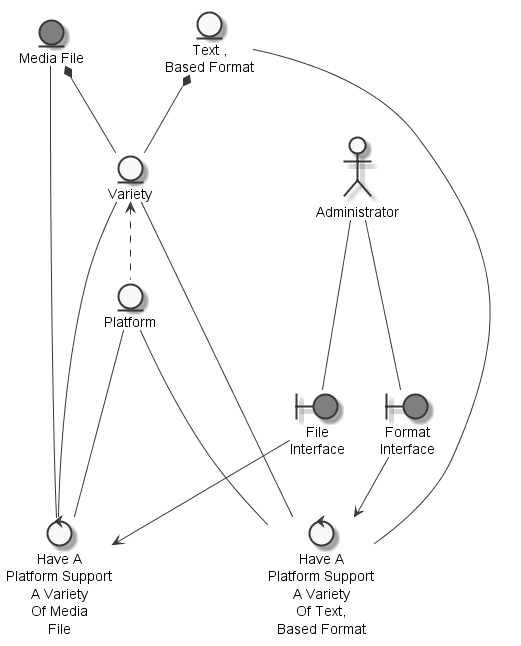 Media File
Text ,
Based Format
Variety
Administrator
Platform
File
Interface
Format
Interface
Have A
Platform Support
A Variety
Of Media
File
Have A
Platform Support
A Variety
Of Text,
Based Format